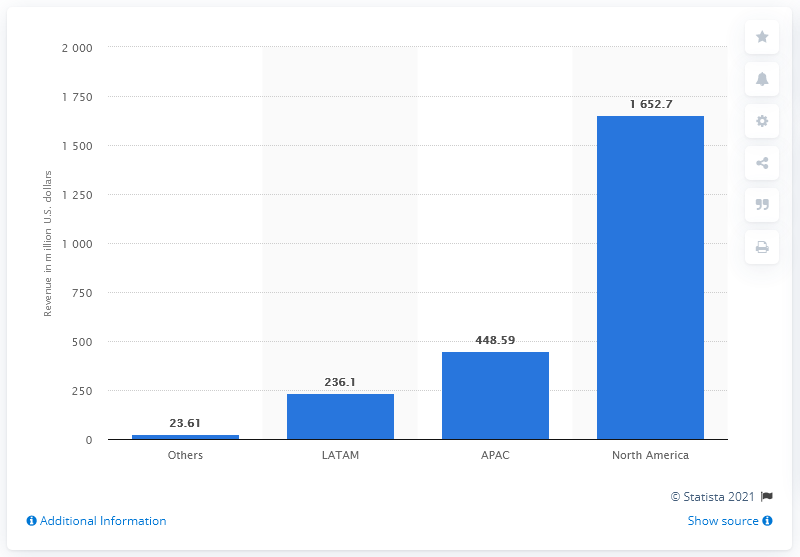 2 000
1 750
1 500
1 250
1 000
750
500
250
0
Revenue in million U.S. dollars
23.61
236.1
448.59
1 652.7
Others
LATAM
APAC
North America
© Statista 2021
Additional Information
Show source